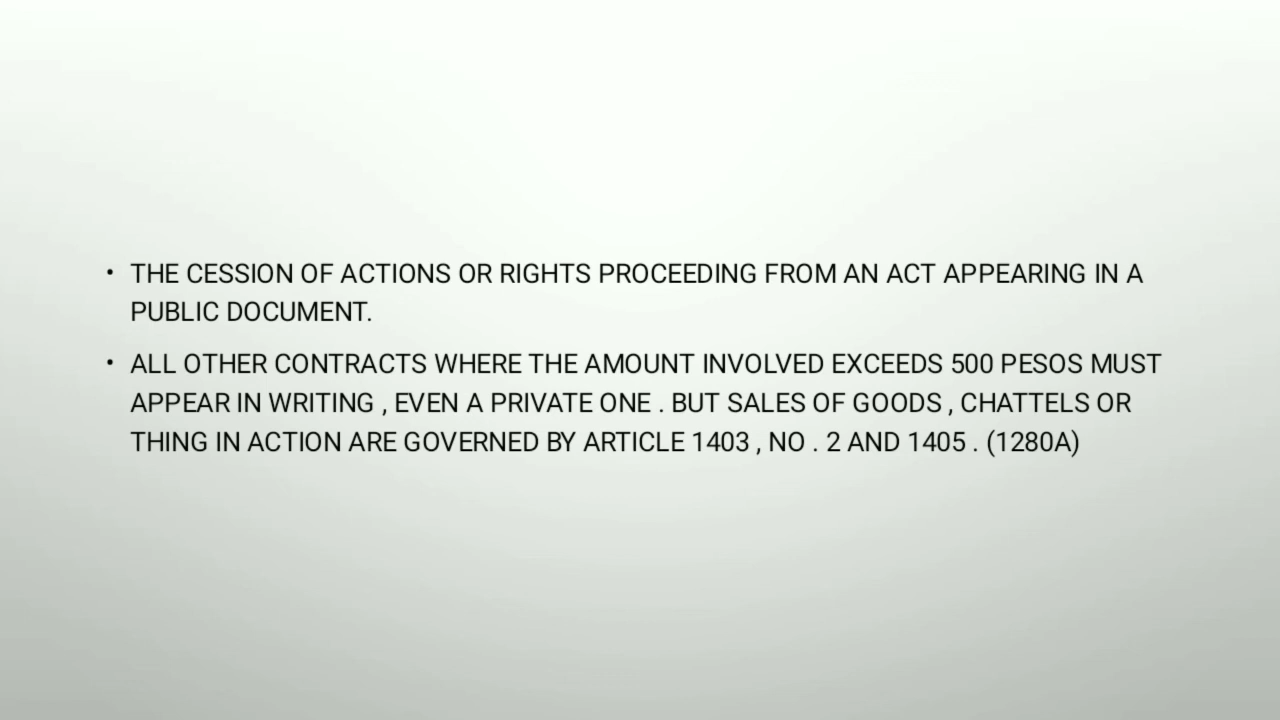 • THE CESSION OF ACTIONS OR RIGHTS PROCEEDING FROM AN ACT APPEARING IN A
PUBLIC DOCUMENT.
• ALL OTHER CONTRACTS WHERE THE AMOUNT INVOLVED EXCEEDS 500 PESOS MUST
APPEAR IN WRITING , EVEN A PRIVATE ONE . BUT SALES OF GOODS , CHATTELS OR
THING IN ACTION ARE GOVERNED BY ARTICLE 1403 , NO . 2 AND 1405 . (1280A)